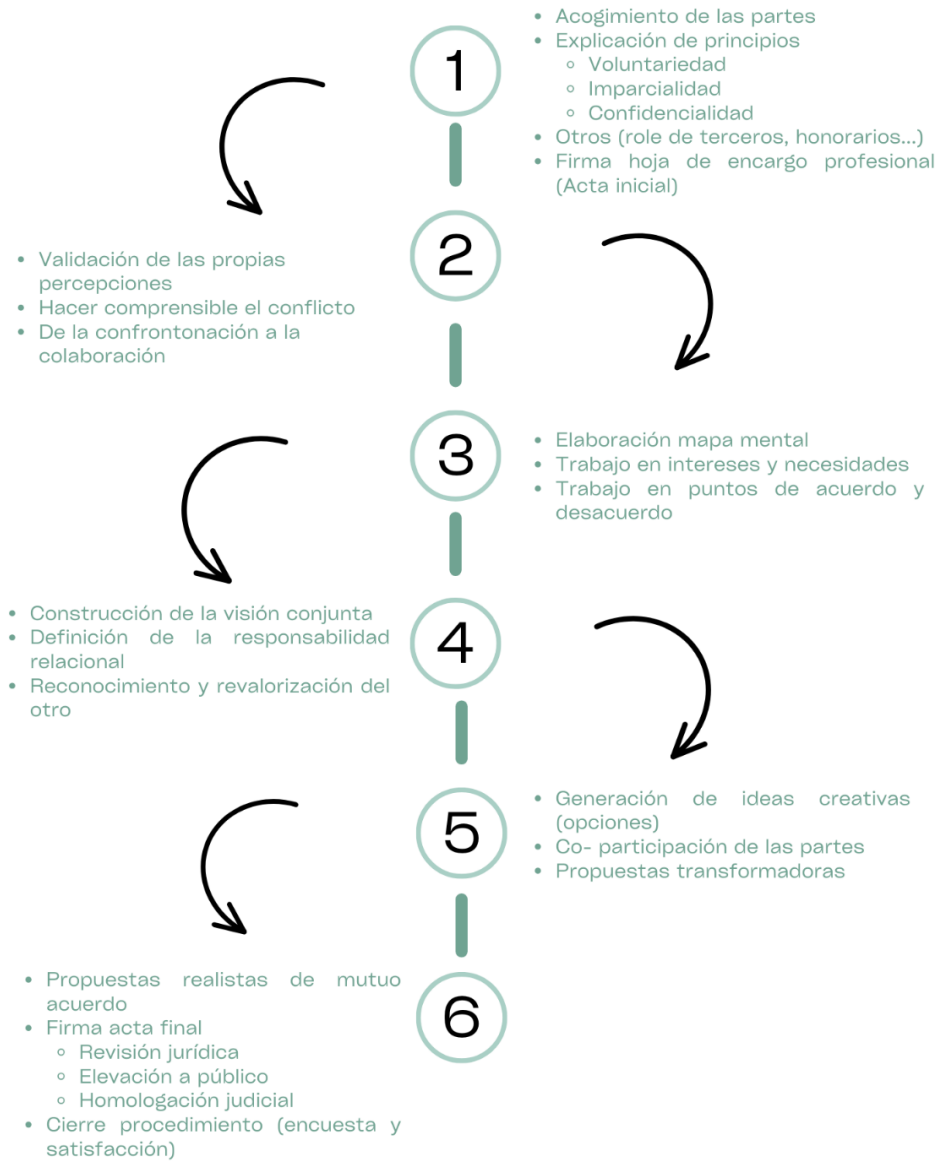 1
• Acogimiento de las partes
• Explicación de principios
◦ Voluntariedad
◦ Imparcialidad
◦ Confidencialidad
• Otros (role de terceros, honorarios...)
• Firma hoja de encargo profesional
(Acta inicial)
2
• Validación de las propias
percepciones
• Hacer comprensible el conflicto
• De la confrontonación a la
colaboración
3
• Elaboración mapa mental
• Trabajo en intereses y necesidades
• Trabajo en puntos de acuerdo y
desacuerdo
4
• Construcción de la visión conjunta
• Definición de la responsabilidad
relacional
• Reconocimiento y revalorización del
otro
5
• Generación de ideas creativas
(opciones)
• Co- participación de las partes
• Propuestas transformadoras
6
• Propuestas realistas de mutuo
acuerdo
• Firma acta final
◦ Revisión jurídica
◦ Elevación a público
◦ Homologación judicial
• Cierre procedimiento (encuesta y
satisfacción)